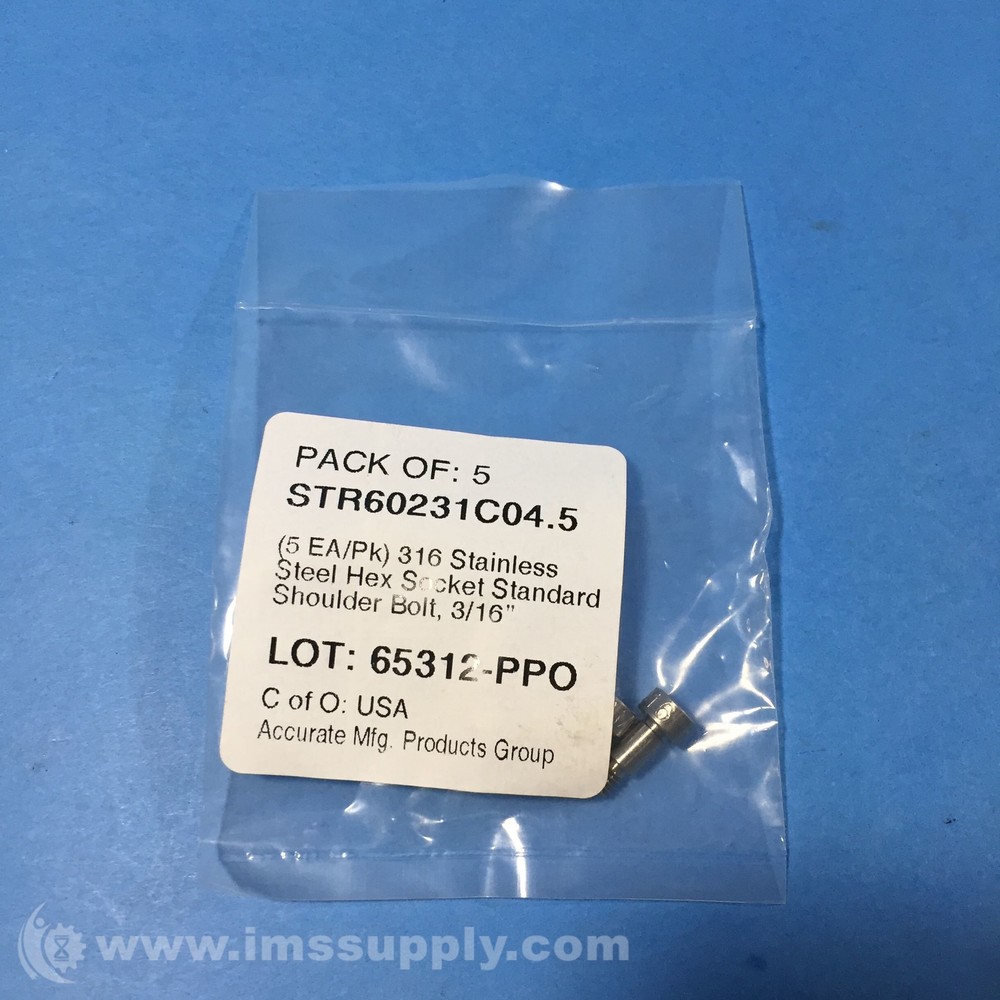 PACK OF: 5
STR60231C04.5
(5 EA/Pk) 316 Stainless
Steel Hex Socket Standard
Shoulder Bolt, 3/16"
LOT: 65312-PPO
C of O: USA
Accurate Mfg. Products Group
www.imssupply.com